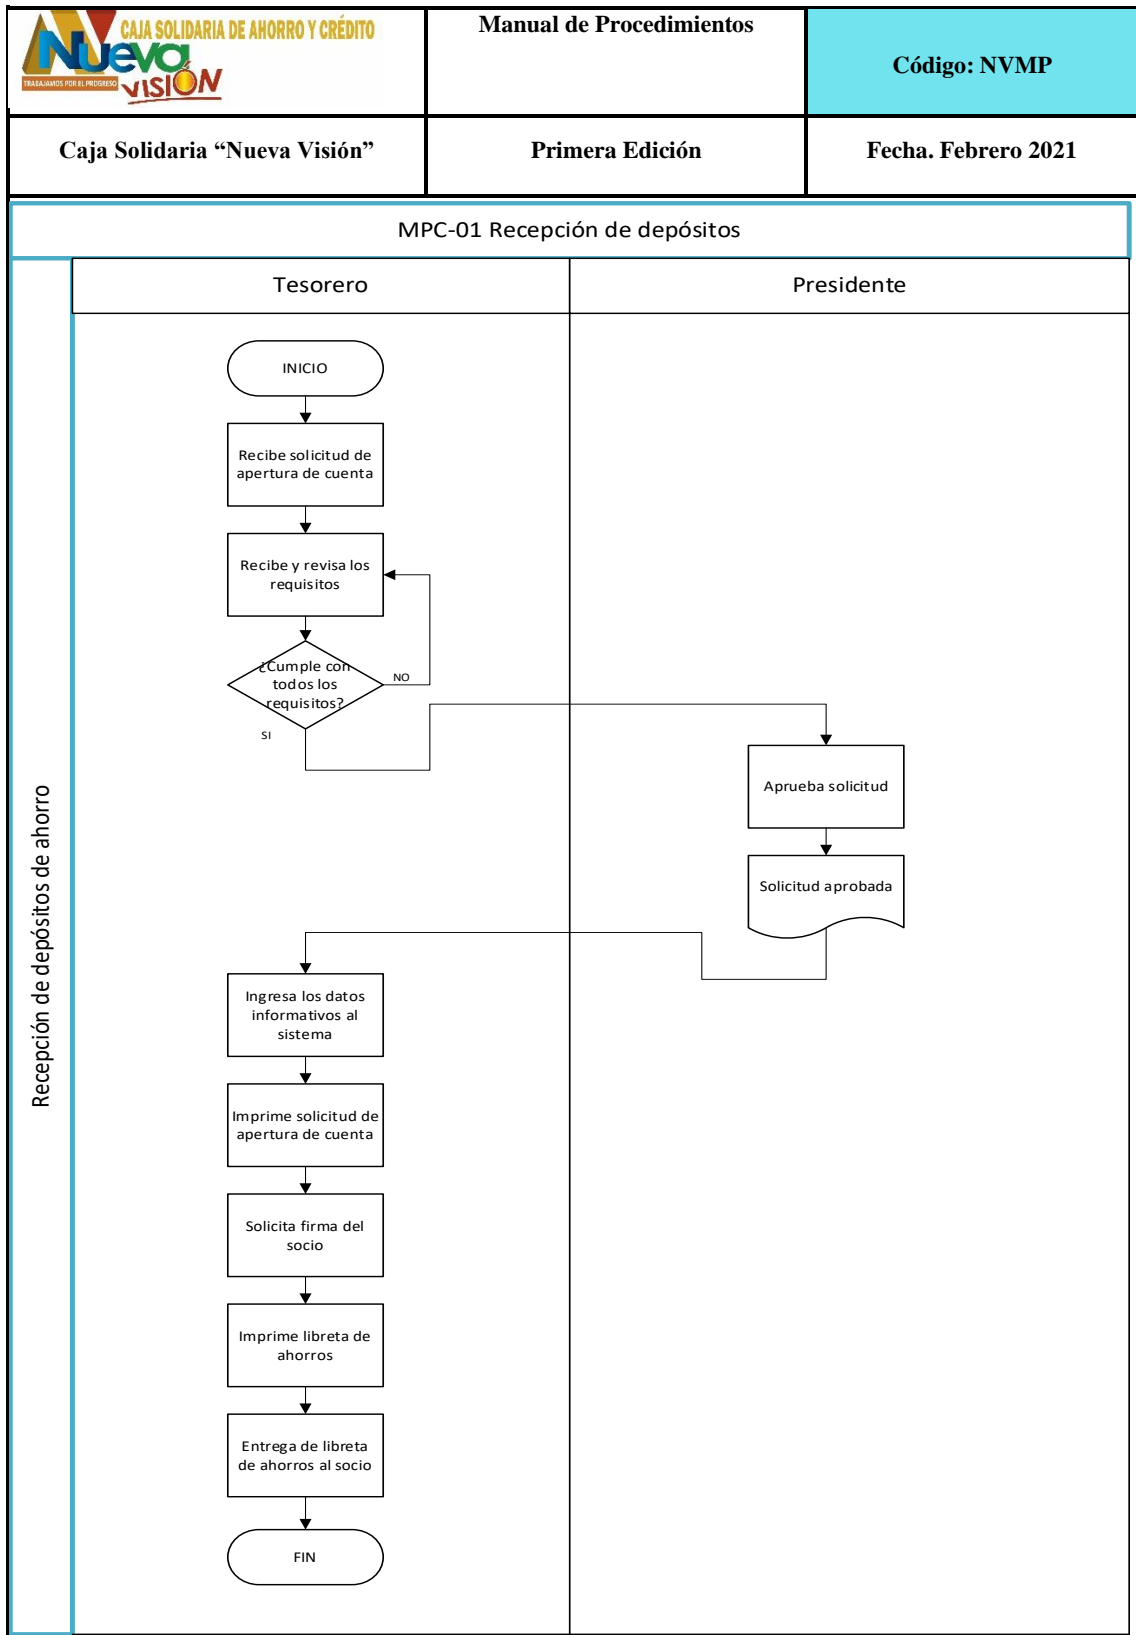 CAJA SOLIDARIA DE AHORRO Y CRÉDITO
Nueva
TRABAJAMOS POR EL PROGRESO
VISIÓN
Manual de Procedimientos
Código: NVMP
Caja Solidaria “Nueva Visión”
Primera Edición
Fecha. Febrero 2021
MPC-01 Recepción de depósitos
Recepción de depósitos de ahorro
Tesorero
Presidente
INICIO
Recibe solicitud de
apertura de cuenta
Recibe y revisa los
requisitos
¿Cumple con
todos los
requisitos?
NO
SI
Aprueba solicitud
Solicitud aprobada
Ingresa los datos
informativos al
sistema
Imprime solicitud de
apertura de cuenta
Solicita firma del
socio
Imprime libreta de
ahorros
Entrega de libreta
de ahorros al socio
FIN